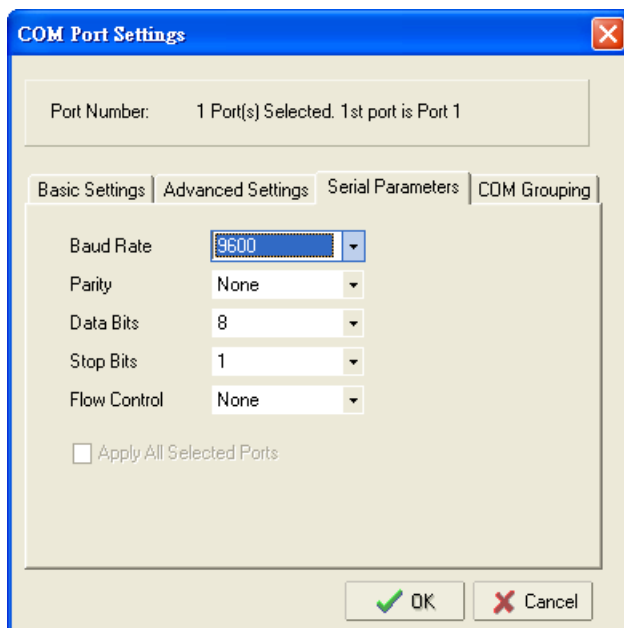 COM Port Settings
Port Number: 1 Port(s) Selected. 1st port is Port 1
Basic Settings Advanced Settings Serial Parameters COM Grouping
Baud Rate 9600
Parity None
Data Bits 8
Stop Bits 1
Flow Control None
Apply All Selected Ports
OK Cancel